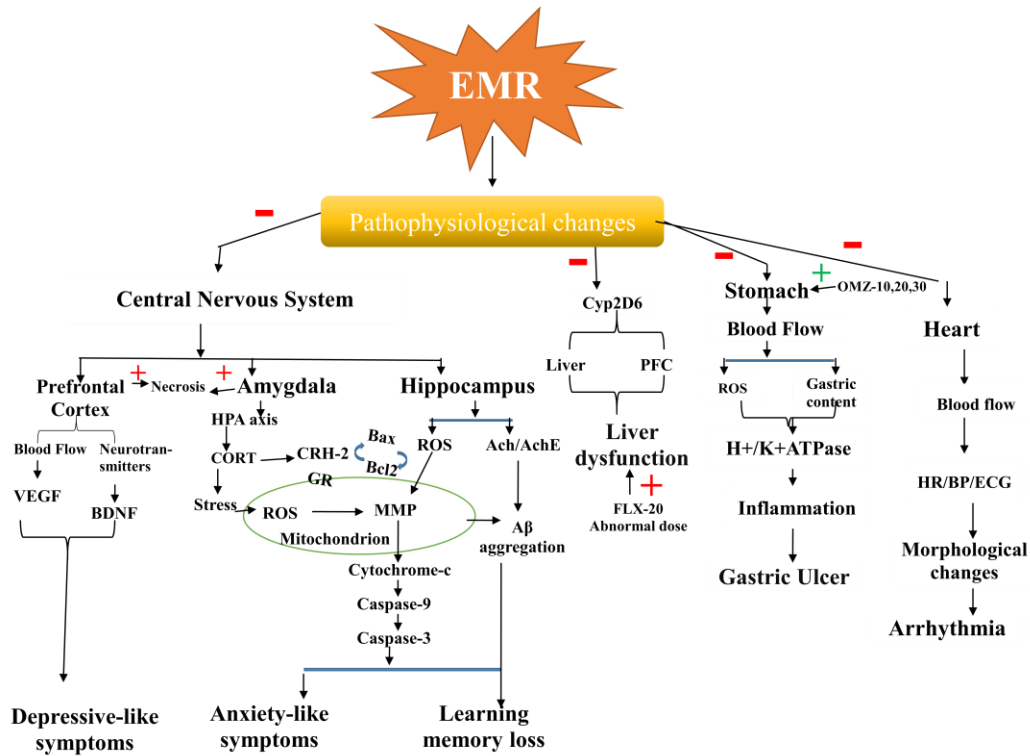 EMR
Pathophysiological changes
Central Nervous System
Prefrontal
Cortex
Necrosis
Amygdala
Hippocampus
Blood Flow
Neurotran-
smitters
VEGF
BDNF
HPA axis
CORT
CRH-2
Bax
Bcl2
GR
Stress
ROS
ROS
MMP
Mitochondrion
Ach/AchE
Aβ
aggregation
Cytochrome-c
Caspase-9
Caspase-3
Depressive-like
symptoms
Anxiety-like
symptoms
Learning
memory loss
Cyp2D6
Liver
PFC
Liver
dysfunction
FLX-20
Abnormal dose
Stomach
OMZ-10,20,30
Blood Flow
ROS
Gastric
content
H+/K+ATPase
Inflammation
Gastric Ulcer
Heart
Blood flow
HR/BP/ECG
Morphological
changes
Arrhythmia